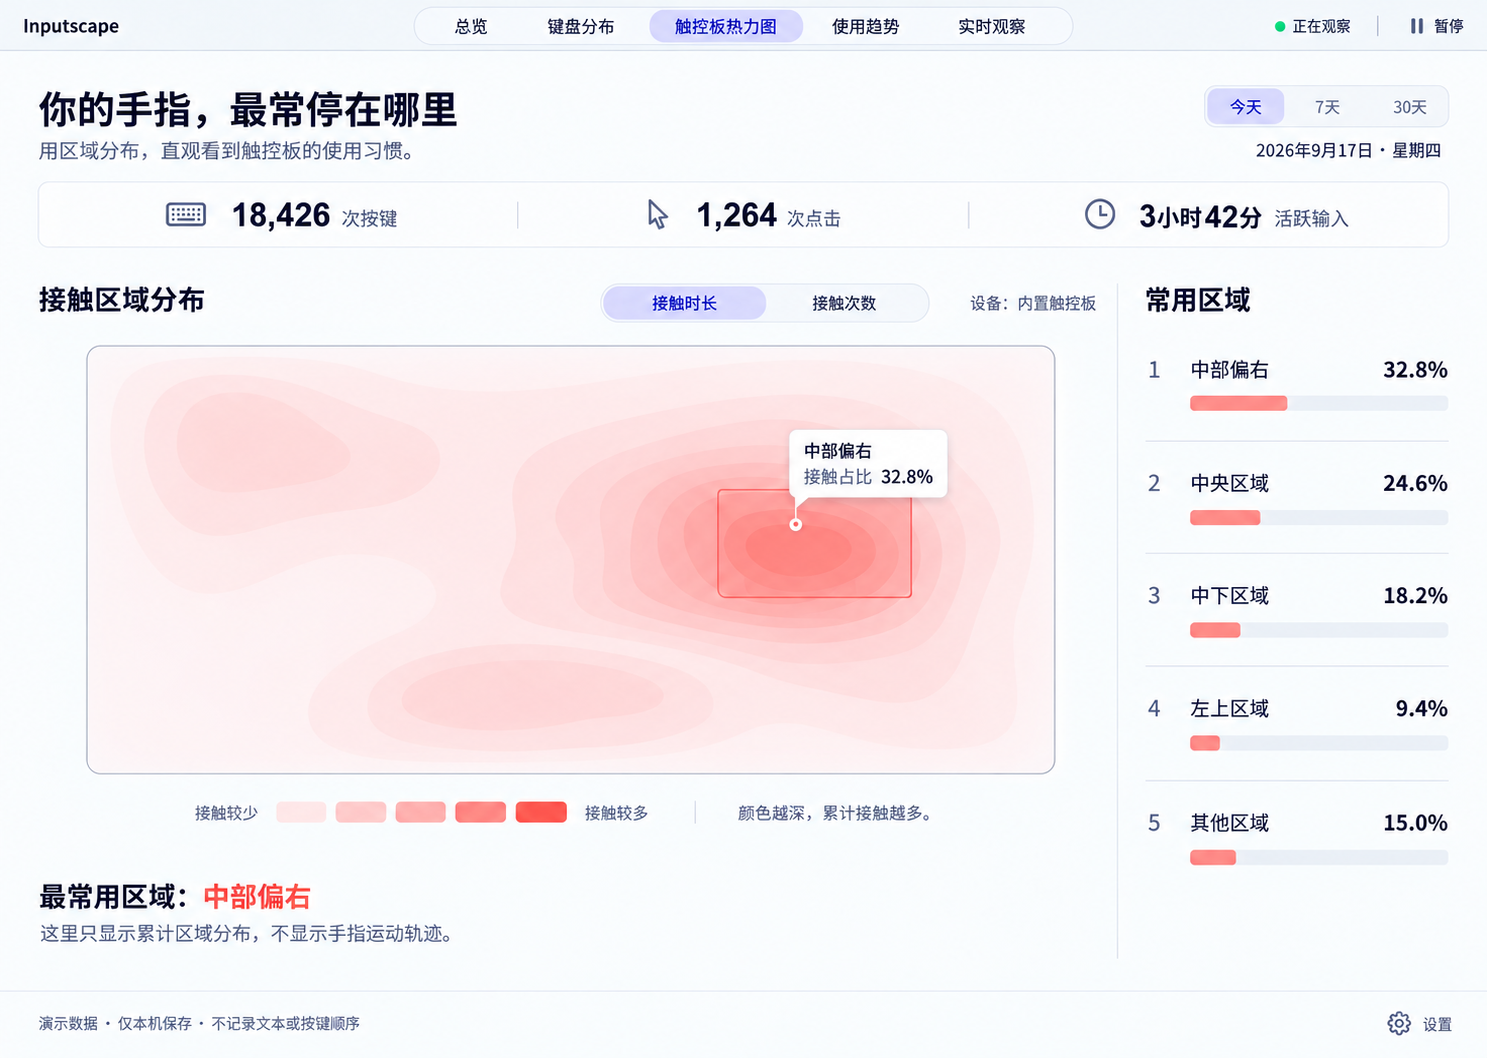 Inputscape
总览
键盘分布
触控板热力图
使用趋势
实时观察
正在观察
暂停
你的手指，最常停在哪里
用区域分布，直观看到触控板的使用习惯。
今天
7天
30天
2026年9月17日・星期四
18,426 次按键
1,264 次点击
3小时42分 活跃输入
接触区域分布
接触时长
接触次数
设备：内置触控板
中部偏右
接触占比 32.8%
接触较少
接触较多
颜色越深，累计接触越多。
最常用区域：中部偏右
这里只显示累计区域分布，不显示手指运动轨迹。
常用区域
1 中部偏右 32.8%
2 中央区域 24.6%
3 中下区域 18.2%
4 左上区域 9.4%
5 其他区域 15.0%
演示数据・仅本机保存・不记录文本或按键顺序
设置